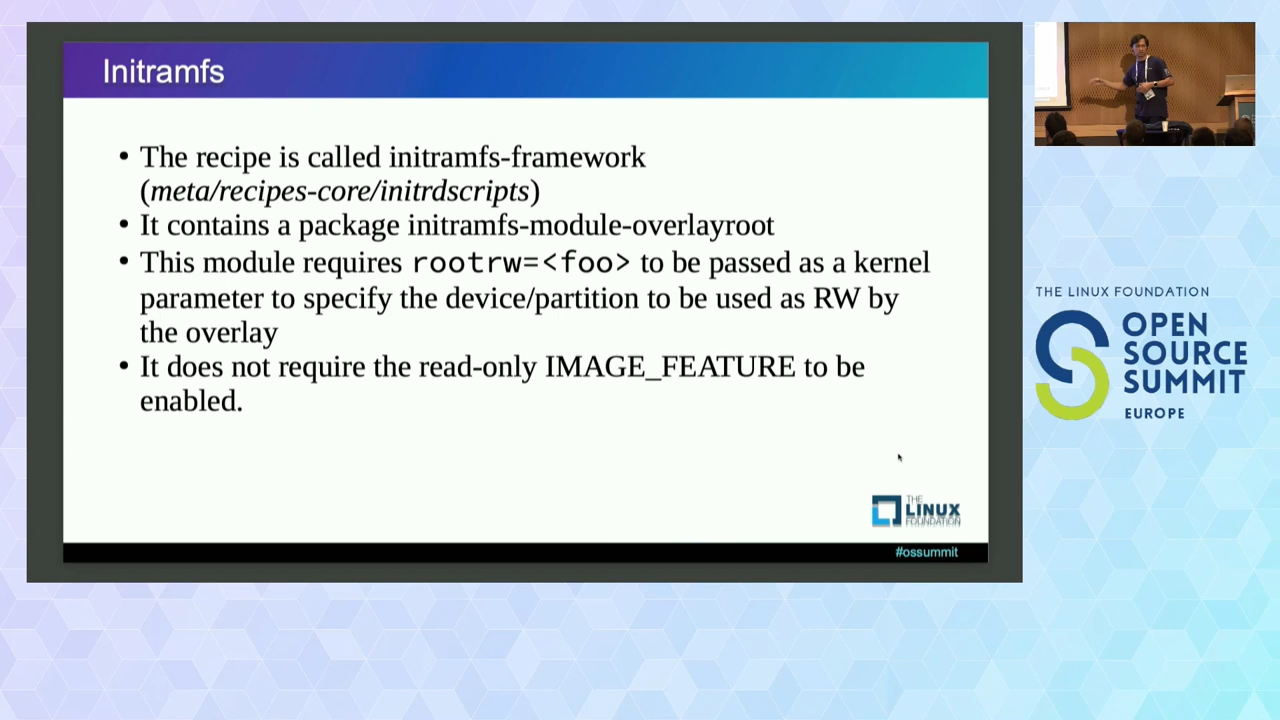 Initramfs
• The recipe is called initramfs-framework
(meta/recipes-core/initrdscripts)
• It contains a package initramfs-module-overlayroot
• This module requires rootrw=<foo> to be passed as a kernel
parameter to specify the device/partition to be used as RW by
the overlay
• It does not require the read-only IMAGE_FEATURE to be
enabled.
THE
LINUX
FOUNDATION
#ossummit
THE LINUX FOUNDATION
OPEN
SOURCE
SUMMIT
EUROPE